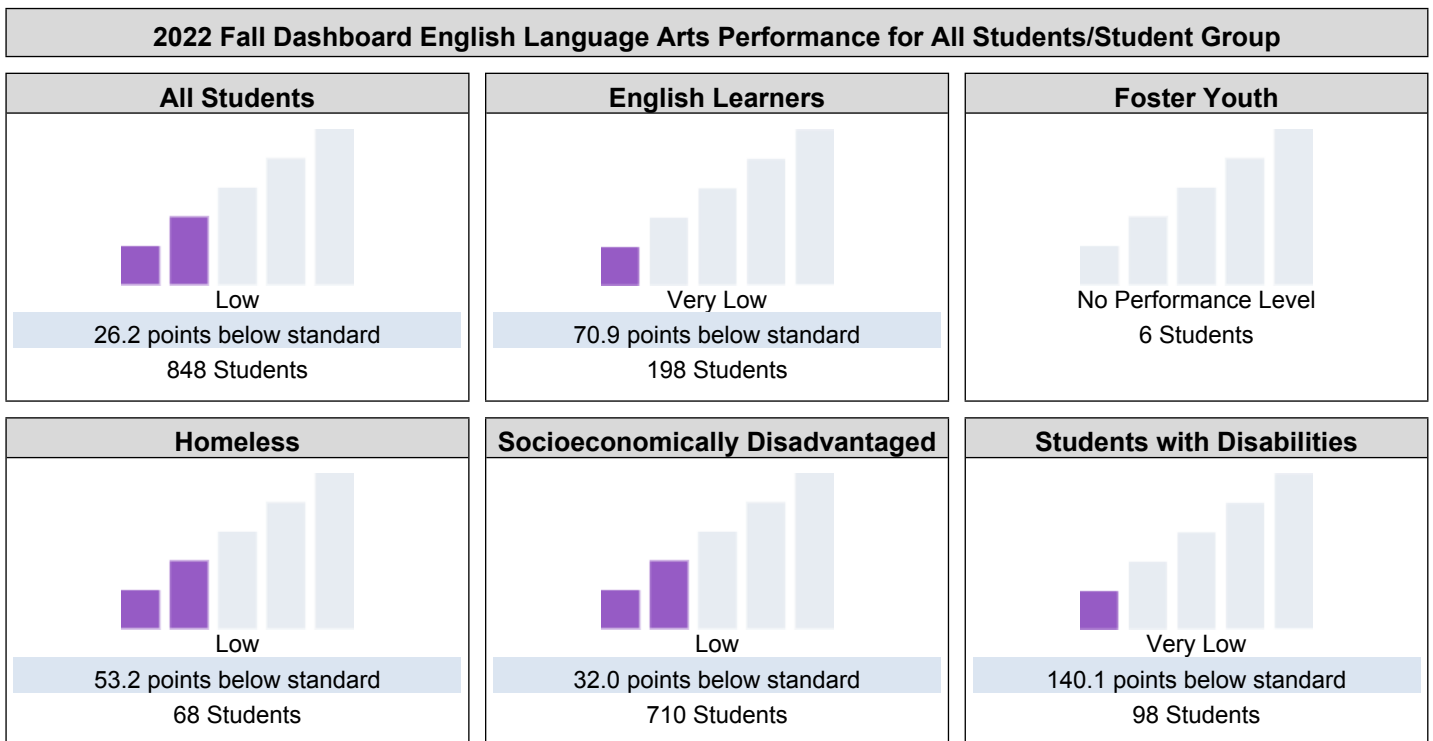 2022 Fall Dashboard English Language Arts Performance for All Students/Student Group
All Students
Low
26.2 points below standard
848 Students
English Learners
Very Low
70.9 points below standard
198 Students
Foster Youth
No Performance Level
6 Students
Homeless
Low
53.2 points below standard
68 Students
Socioeconomically Disadvantaged
Low
32.0 points below standard
710 Students
Students with Disabilities
Very Low
140.1 points below standard
98 Students